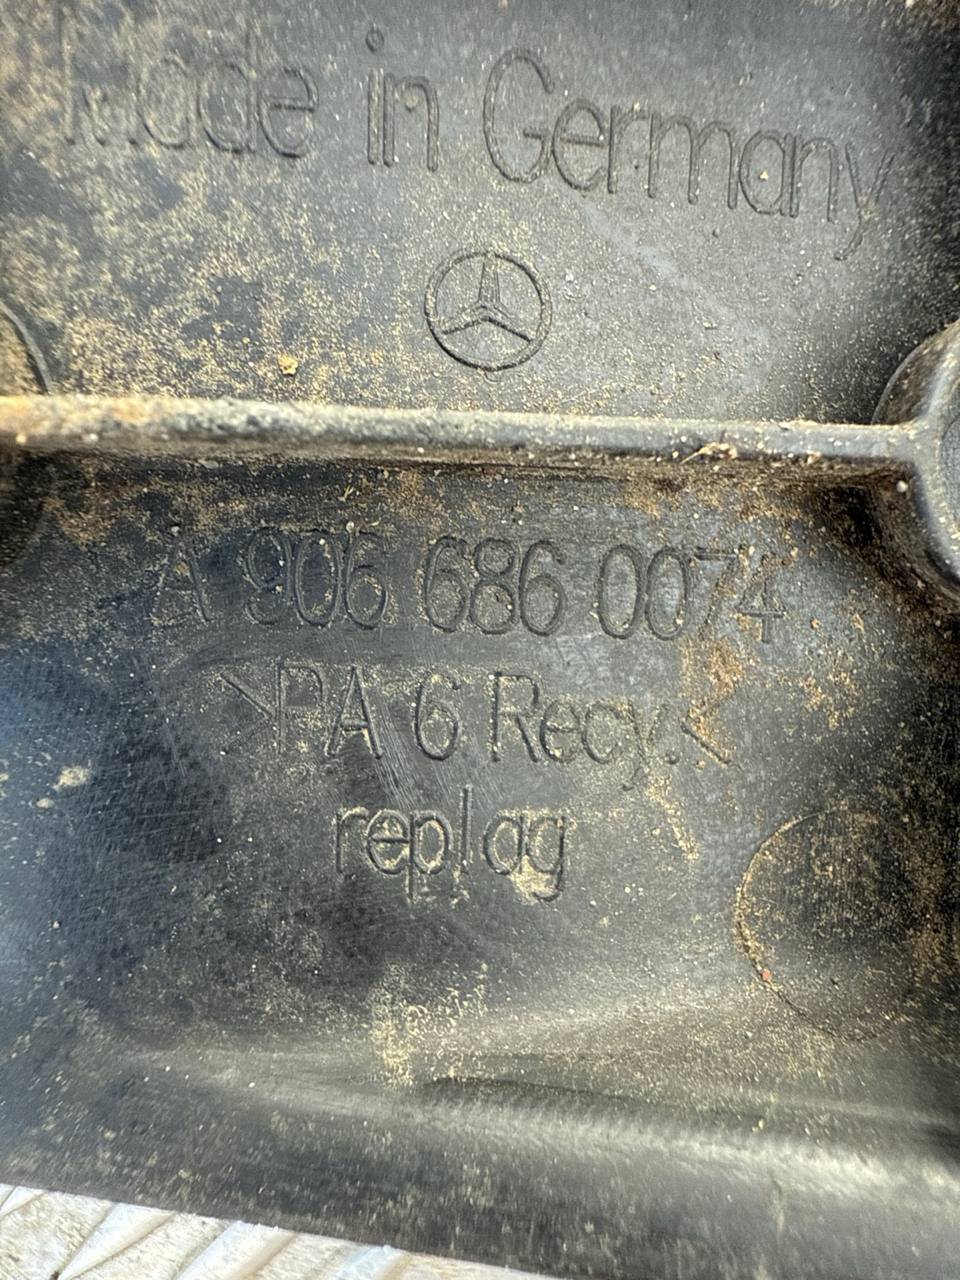 Made in Germany
A 906 686 0074
>PA 6 Recy.<
replag